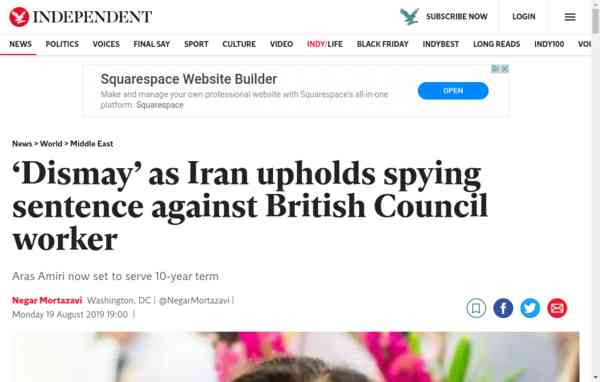 INDEPENDENT
SUBSCRIBE NOW
LOGIN
NEWS POLITICS VOICES FINAL SAY SPORT CULTURE VIDEO INDY/LIFE BLACK FRIDAY INDYBEST LONG READS INDY100 VOU
Squarespace Website Builder
Make and manage your own professional website with Squarespace's all-in-one
platform. Squarespace
OPEN
News > World > Middle East
‘Dismay’ as Iran upholds spying
sentence against British Council
worker
Aras Amiri now set to serve 10-year term
Negar Mortazavi Washington, DC | @NegarMortazavi |
Monday 19 August 2019 19:00 |